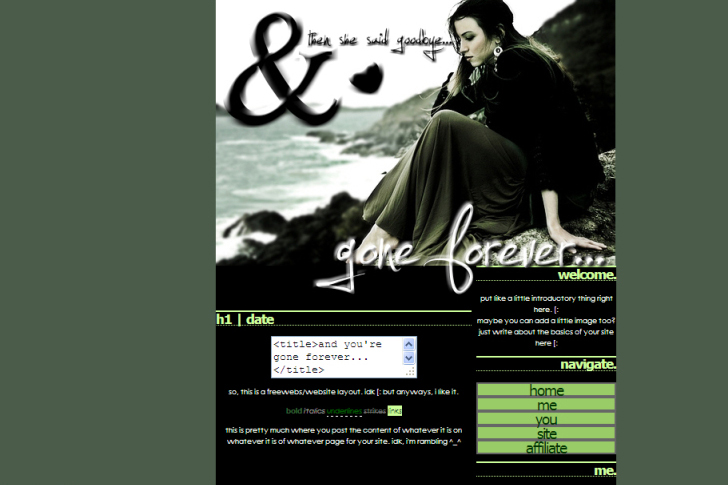 &
then she said goodbye...
gone forever...
h1 | date
<title>and you're
gone forever...
</title>
so, this is a freewebs/website layout. idk [: but anyways, i like it.
bold italics underlines strikes links
this is pretty much where you post the content of whatever it is on
whatever it is of whatever page for your site. idk, i'm rambling ^_^
welcome.
put like a little introductory thing right
here. [:
maybe you can add a little image too?
just write about the basics of your site
here [:
navigate.
home
me
you
site
affiliate
me.